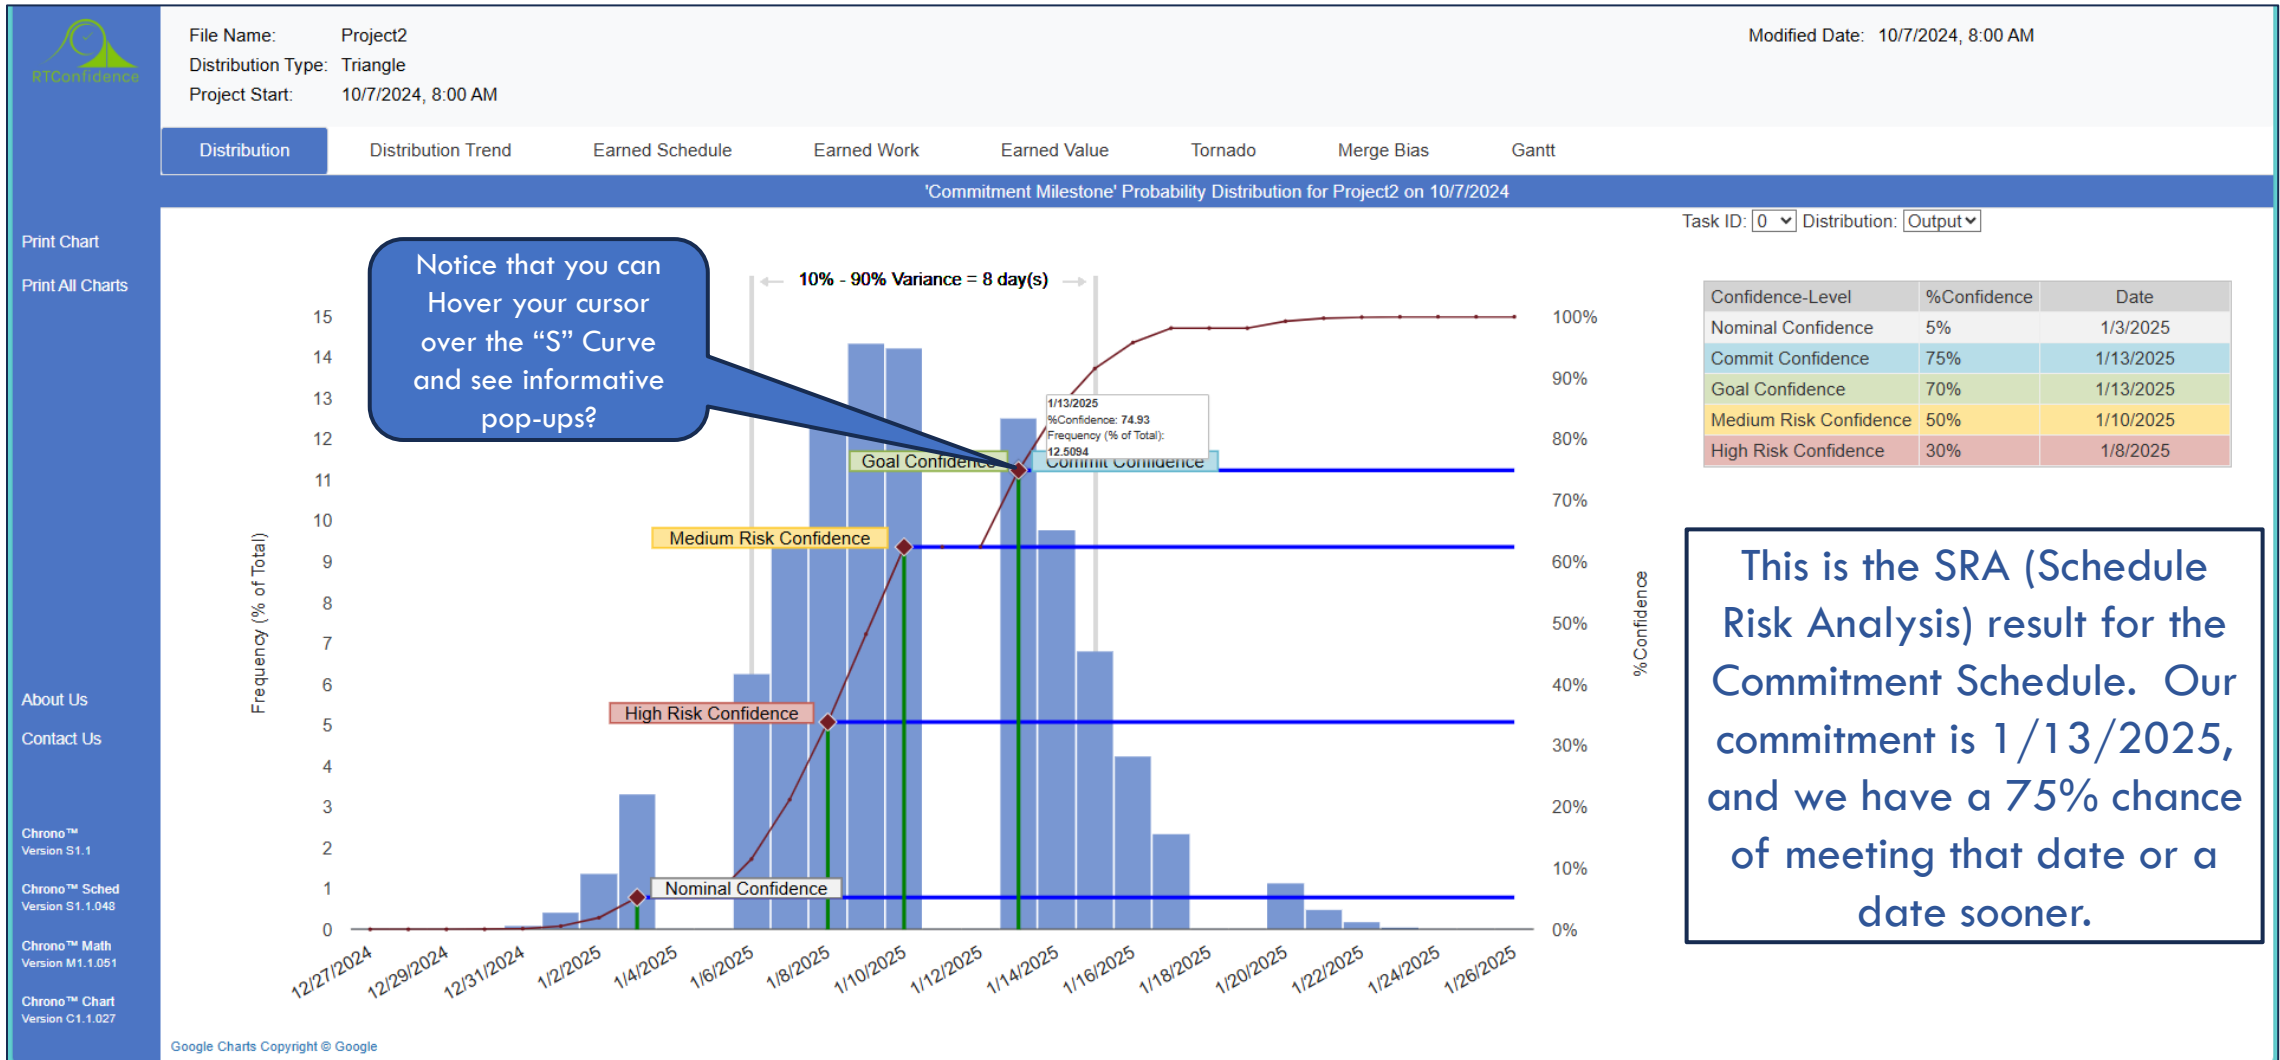 RTConfidence
File Name: Project2
Distribution Type: Triangle
Project Start: 10/7/2024, 8:00 AM
Modified Date: 10/7/2024, 8:00 AM
Distribution Distribution Trend Earned Schedule Earned Work Earned Value Tornado Merge Bias Gantt
'Commitment Milestone' Probability Distribution for Project2 on 10/7/2024
Print Chart
Print All Charts
About Us
Contact Us
Chrono™
Version S1.1
Chrono™ Sched
Version S1.1.048
Chrono™ Math
Version M1.1.051
Chrono™ Chart
Version C1.1.027
Task ID: 0 Distribution: Output
Notice that you can
Hover your cursor
over the “S” Curve
and see informative
pop-ups?
10% - 90% Variance = 8 day(s)
15
14
13
12
11
10
9
8
7
6
5
4
3
2
1
0
Frequency (% of Total)
100%
90%
80%
70%
60%
50%
40%
30%
20%
10%
0%
%Confidence
1/13/2025
%Confidence: 74.93
Frequency (% of Total):
12.5094
Goal Confidence
Commit Confidence
Medium Risk Confidence
High Risk Confidence
Nominal Confidence
12/27/2024
12/29/2024
12/31/2024
1/2/2025
1/4/2025
1/6/2025
1/8/2025
1/10/2025
1/12/2025
1/14/2025
1/16/2025
1/18/2025
1/20/2025
1/22/2025
1/24/2025
1/26/2025
Confidence-Level %Confidence Date
Nominal Confidence 5% 1/3/2025
Commit Confidence 75% 1/13/2025
Goal Confidence 70% 1/13/2025
Medium Risk Confidence 50% 1/10/2025
High Risk Confidence 30% 1/8/2025
This is the SRA (Schedule
Risk Analysis) result for the
Commitment Schedule. Our
commitment is 1/13/2025,
and we have a 75% chance
of meeting that date or a
date sooner.
Google Charts Copyright © Google